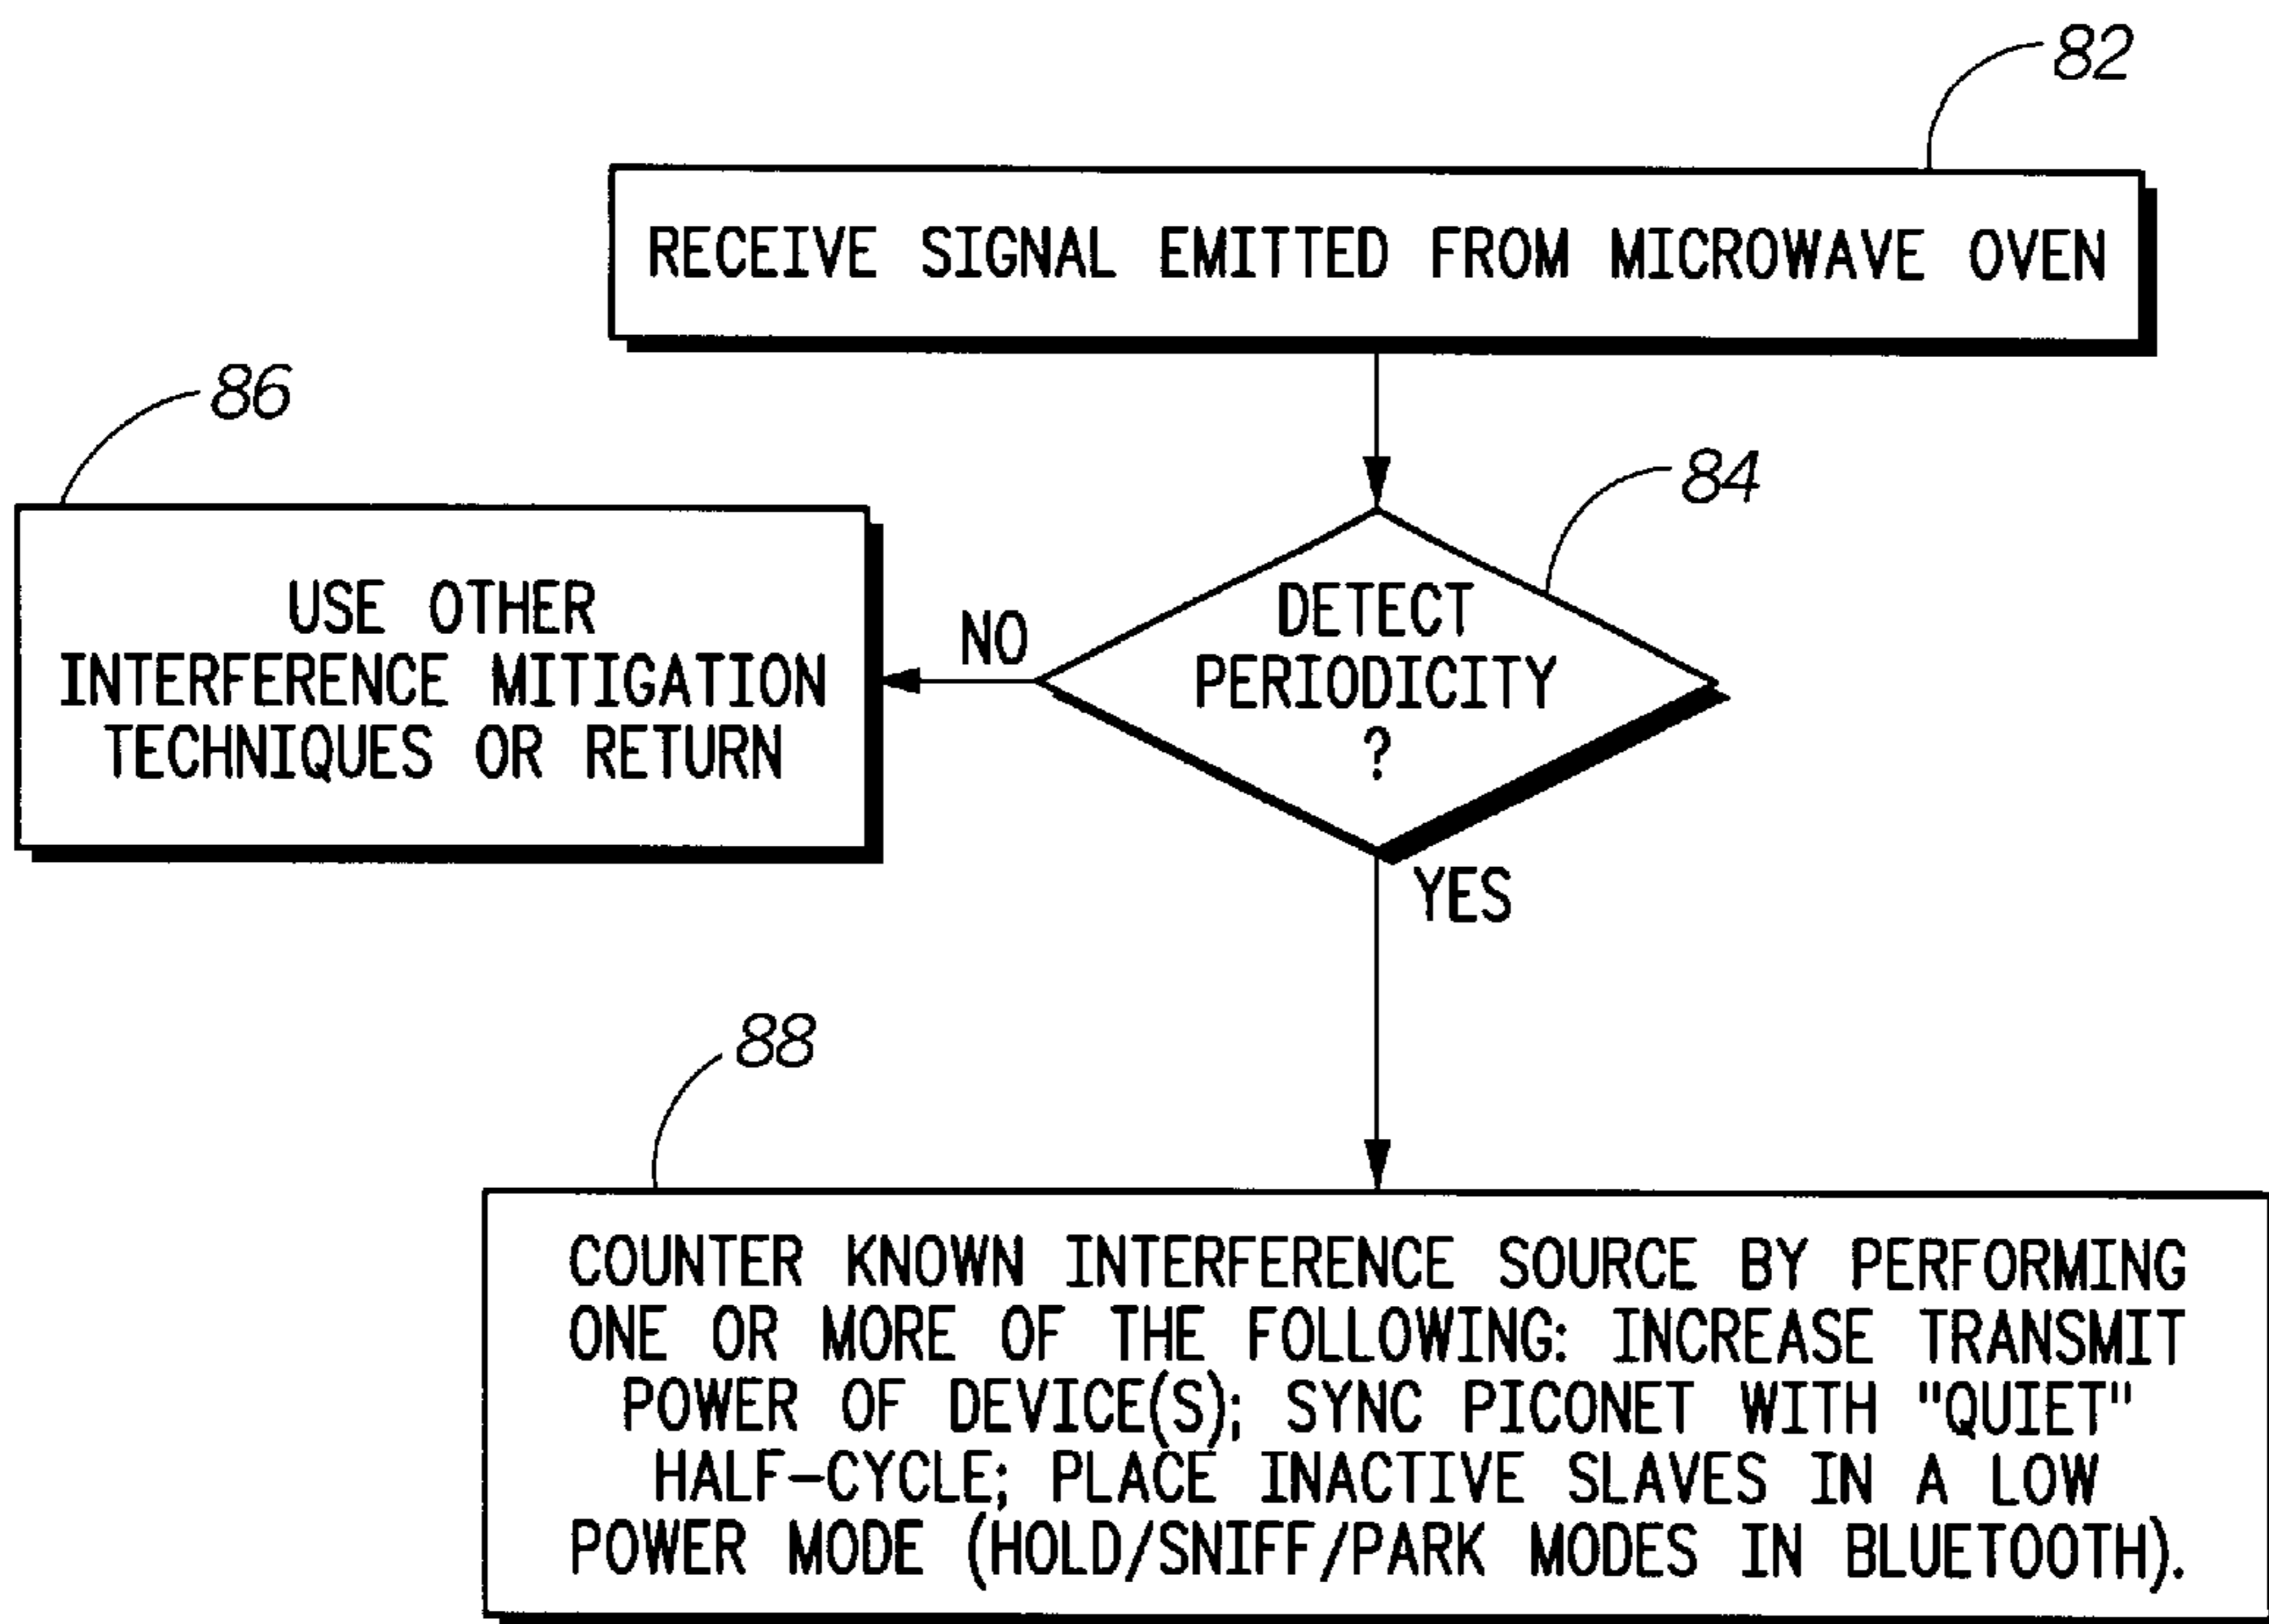 82
RECEIVE SIGNAL EMITTED FROM MICROWAVE OVEN
86
84
USE OTHER
INTERFERENCE MITIGATION
TECHNIQUES OR RETURN
NO
DETECT
PERIODICITY
?
YES
88
COUNTER KNOWN INTERFERENCE SOURCE BY PERFORMING
ONE OR MORE OF THE FOLLOWING: INCREASE TRANSMIT
POWER OF DEVICE(S); SYNC PICONET WITH "QUIET"
HALF-CYCLE; PLACE INACTIVE SLAVES IN A LOW
POWER MODE (HOLD/SNIFF/PARK MODES IN BLUETOOTH).